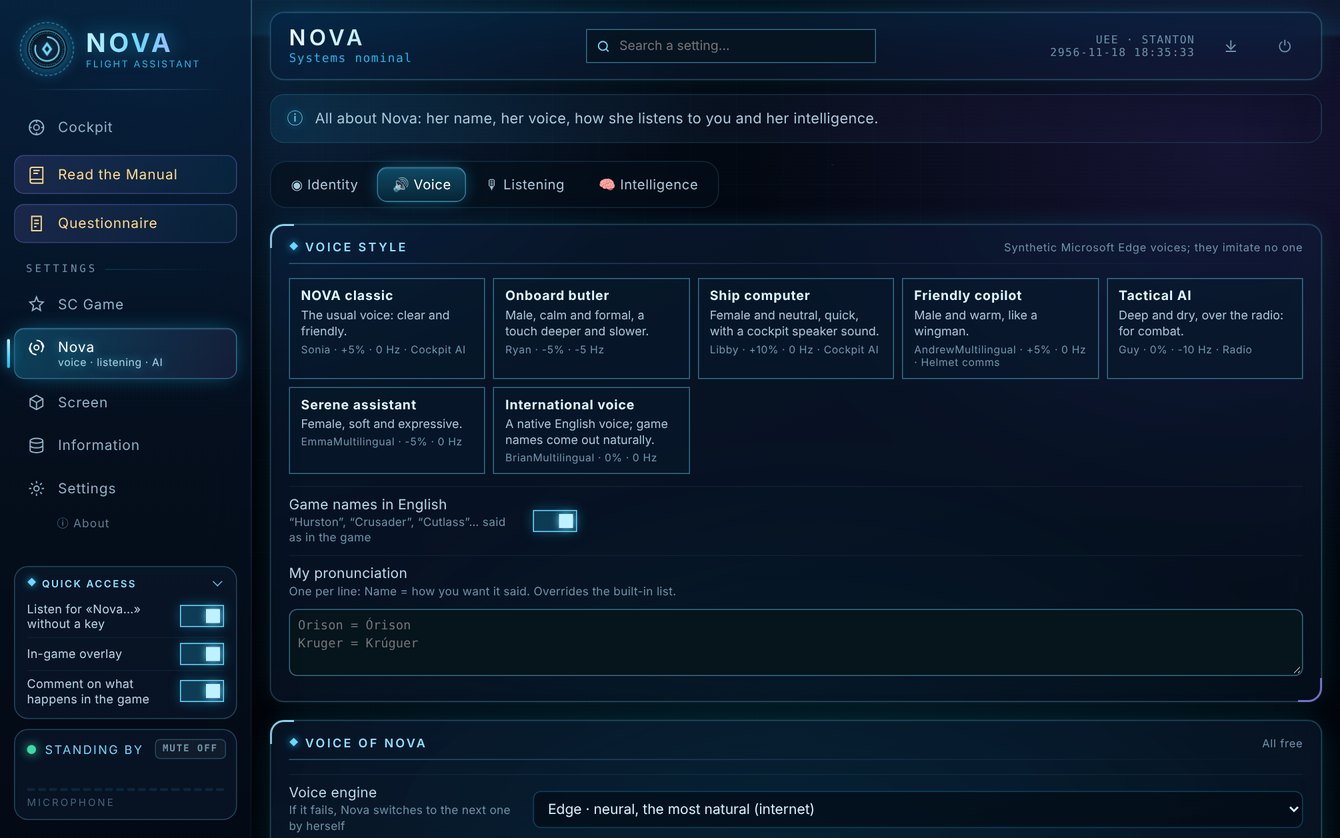 NOVA
FLIGHT ASSISTANT
Cockpit
Read the Manual
Questionnaire
SETTINGS
SC Game
Nova
voice · listening · AI
Screen
Information
Settings
ⓘ About
QUICK ACCESS
Listen for «Nova…»
without a key
In-game overlay
Comment on what
happens in the game
STANDING BY
MUTE OFF
MICROPHONE
NOVA
Systems nominal
Search a setting…
UEE · STANTON
2956-11-18 18:35:33
All about Nova: her name, her voice, how she listens to you and her intelligence.
Identity
Voice
Listening
Intelligence
VOICE STYLE
Synthetic Microsoft Edge voices; they imitate no one
NOVA classic
The usual voice: clear and
friendly.
Sonia · +5% · 0 Hz · Cockpit AI
Onboard butler
Male, calm and formal, a
touch deeper and slower.
Ryan · -5% · -5 Hz
Ship computer
Female and neutral, quick,
with a cockpit speaker sound.
Libby · +10% · 0 Hz · Cockpit AI
Friendly copilot
Male and warm, like a
wingman.
AndrewMultilingual · +5% · 0 Hz
· Helmet comms
Tactical AI
Deep and dry, over the radio:
for combat.
Guy · 0% · -10 Hz · Radio
Serene assistant
Female, soft and expressive.
EmmaMultilingual · -5% · 0 Hz
International voice
A native English voice; game
names come out naturally.
BrianMultilingual · 0% · 0 Hz
Game names in English
“Hurston”, “Crusader”, “Cutlass”… said
as in the game
My pronunciation
One per line: Name = how you want it said. Overrides the built-in list.
Orison = Órison
Kruger = Krúguer
VOICE OF NOVA
All free
Voice engine
If it fails, Nova switches to the next one
by herself
Edge · neural, the most natural (internet)